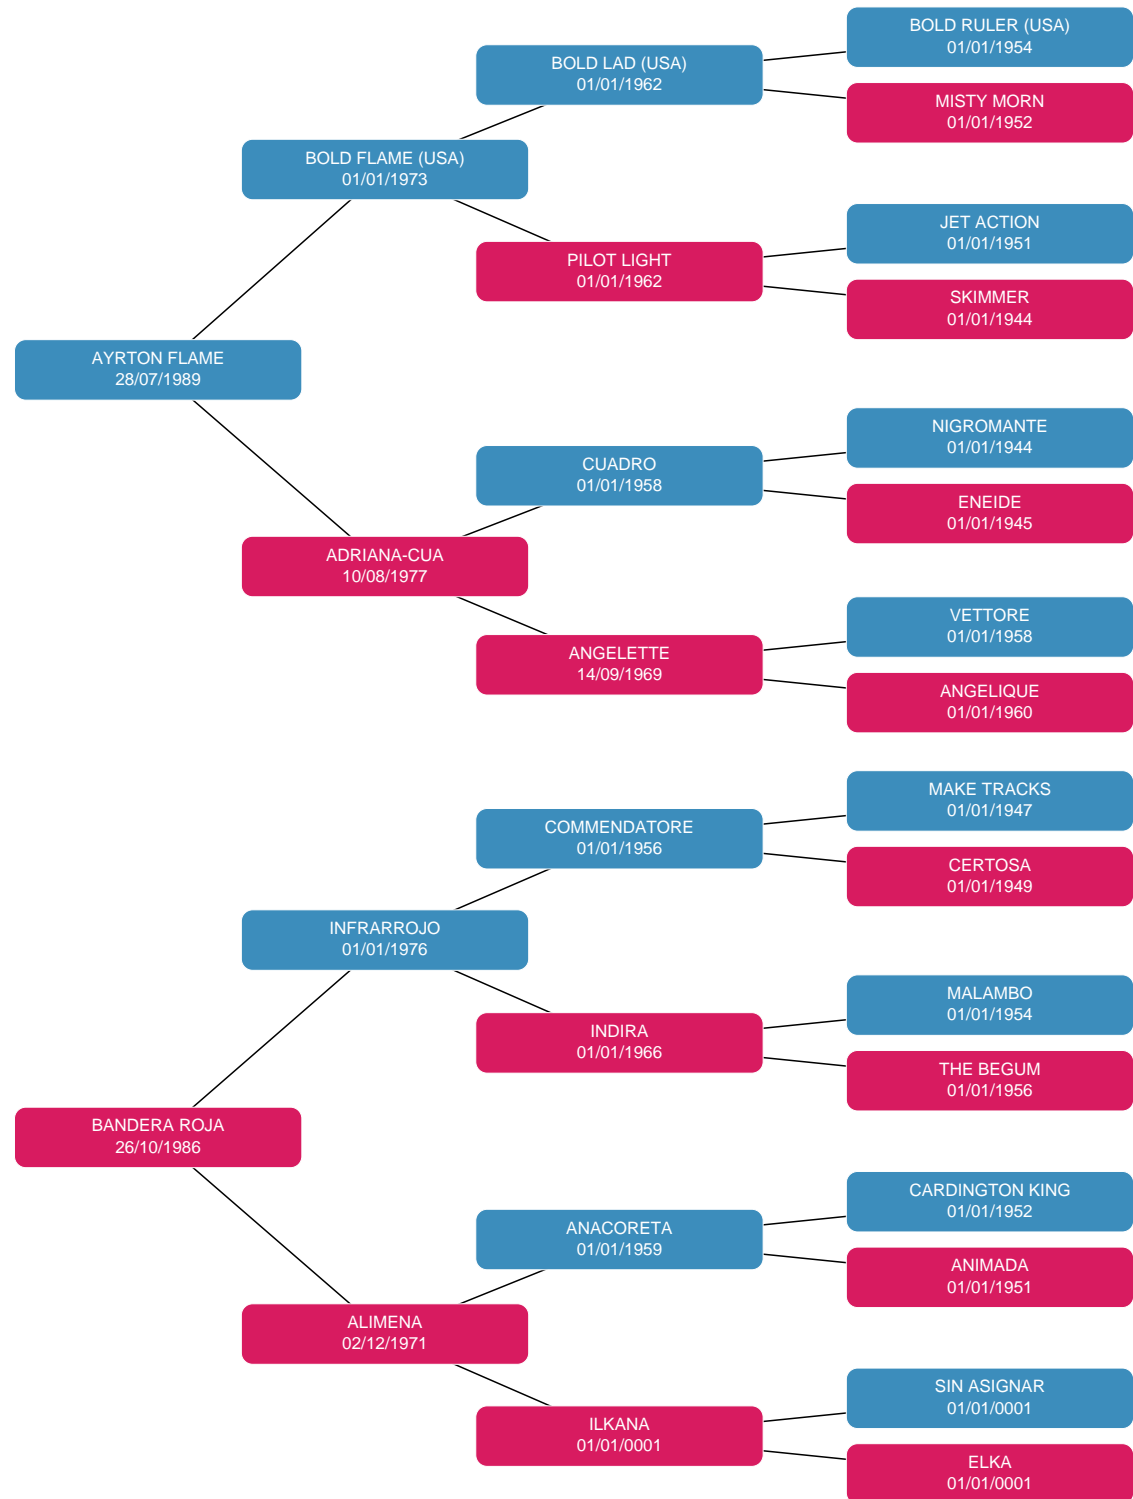 BOLD RULER (USA)
01/01/1954
BOLD LAD (USA)
01/01/1962
MISTY MORN
01/01/1952
BOLD FLAME (USA)
01/01/1973
JET ACTION
01/01/1951
PILOT LIGHT
01/01/1962
SKIMMER
01/01/1944
AYRTON FLAME
28/07/1989
NIGROMANTE
01/01/1944
CUADRO
01/01/1958
ENEIDE
01/01/1945
ADRIANA-CUA
10/08/1977
VETTORE
01/01/1958
ANGELETTE
14/09/1969
ANGELIQUE
01/01/1960
MAKE TRACKS
01/01/1947
COMMENDATORE
01/01/1956
CERTOSA
01/01/1949
INFRARROJO
01/01/1976
MALAMBO
01/01/1954
INDIRA
01/01/1966
THE BEGUM
01/01/1956
BANDERA ROJA
26/10/1986
CARDINGTON KING
01/01/1952
ANACORETA
01/01/1959
ANIMADA
01/01/1951
ALIMENA
02/12/1971
SIN ASIGNAR
01/01/0001
ILKANA
01/01/0001
ELKA
01/01/0001